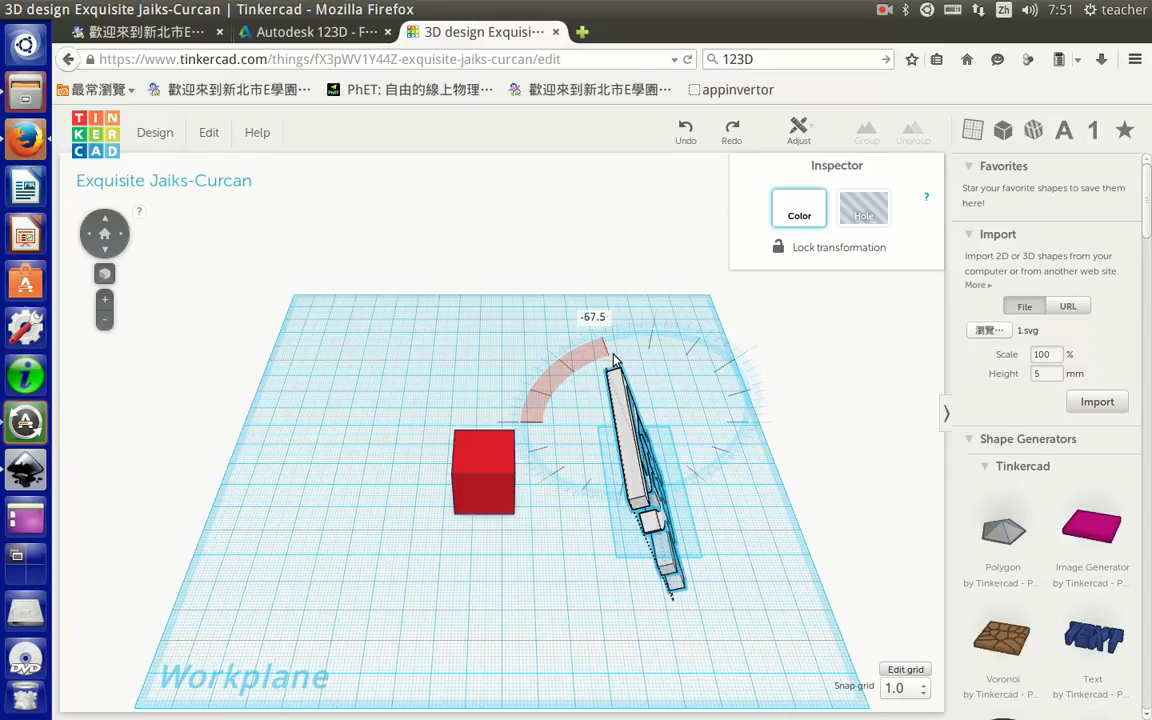 3D design Exquisite Jaiks-Curcan | Tinkercad - Mozilla Firefox
Zh
7:51
teacher
歡迎來到新北市E… ×
Autodesk 123D - F… ×
3D design Exquisi… ×
https://www.tinkercad.com/things/fX3pWV1Y44Z-exquisite-jaiks-curcan/edit
123D
最常瀏覽
歡迎來到新北市E學園…
PhET: 自由的線上物理…
歡迎來到新北市E學園…
appinvertor
TIN
KER
CAD
Design
Edit
Help
Undo
Redo
Adjust
Group
Ungroup
A
1
Exquisite Jaiks-Curcan
?
+
-
Inspector
Color
Hole
?
Lock transformation
-67.5
Workplane
Edit grid
Snap grid
1.0
Favorites
Star your favorite shapes to save them
here!
Import
Import 2D or 3D shapes from your
computer or from another web site.
More
File
URL
瀏覽…
1.svg
Scale
100
%
Height
5
mm
Import
Shape Generators
Tinkercad
Polygon
by Tinkercad - P...
Image Generator
by Tinkercad - P...
Voronoi
by Tinkercad - P...
TEXT
Text
by Tinkercad - P...
DVD